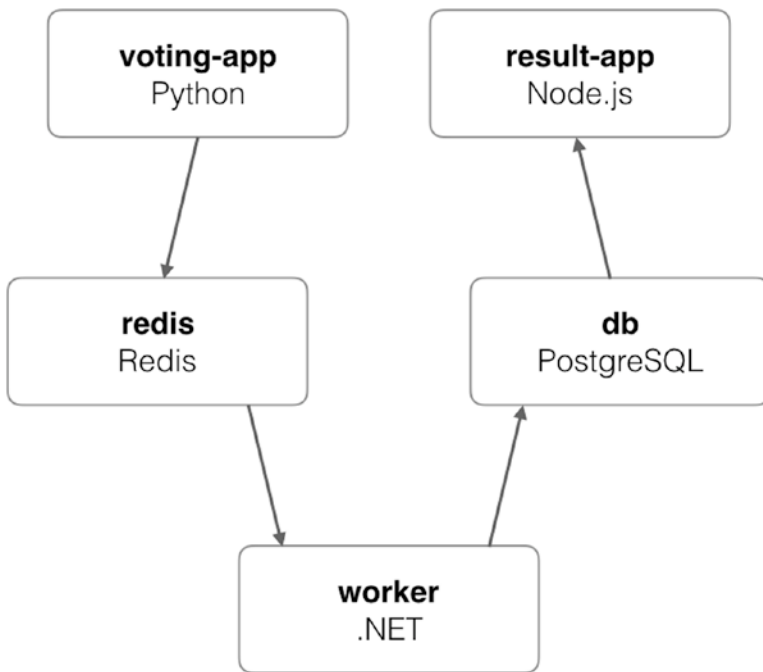 voting-app
Python
result-app
Node.js
redis
Redis
db
PostgreSQL
worker
.NET